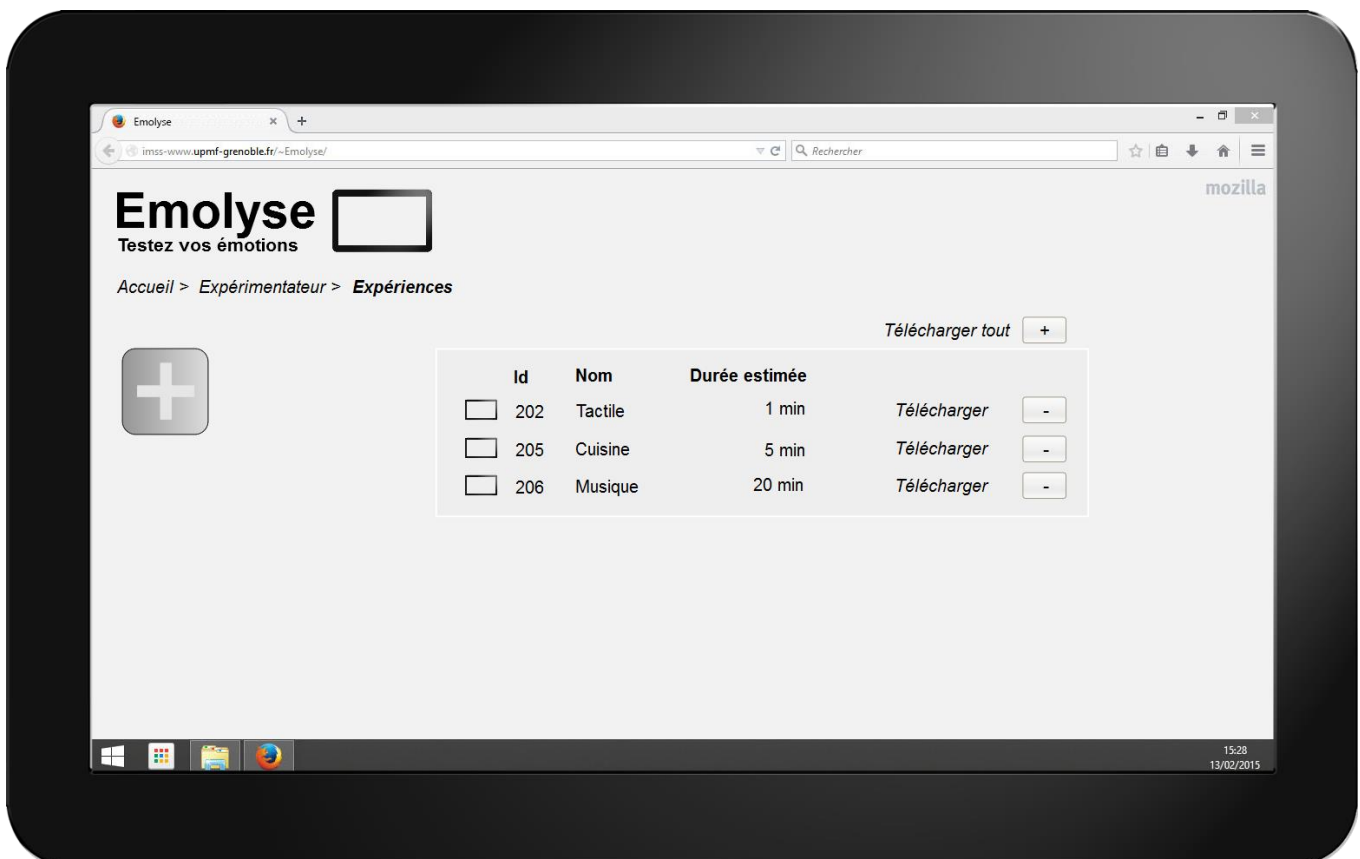 Emolyse × +
imss-www.upmf-grenoble.fr/~Emolyse/ Rechercher
mozilla
Emolyse
Testez vos émotions
Accueil > Expérimentateur > Expériences
Télécharger tout +
Id Nom Durée estimée
202 Tactile 1 min Télécharger -
205 Cuisine 5 min Télécharger -
206 Musique 20 min Télécharger -
15:28
13/02/2015